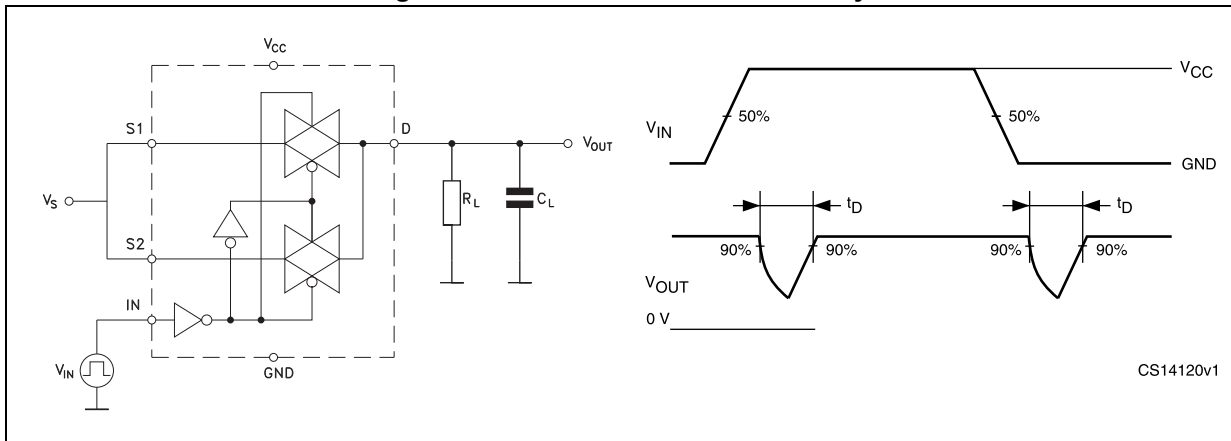 VCC
S1
D
VOUT
VS
RL
CL
S2
IN
VIN
GND
VCC
50%
50%
VIN
GND
tD
tD
90%
90%
90%
90%
VOUT
0 V
CS14120v1